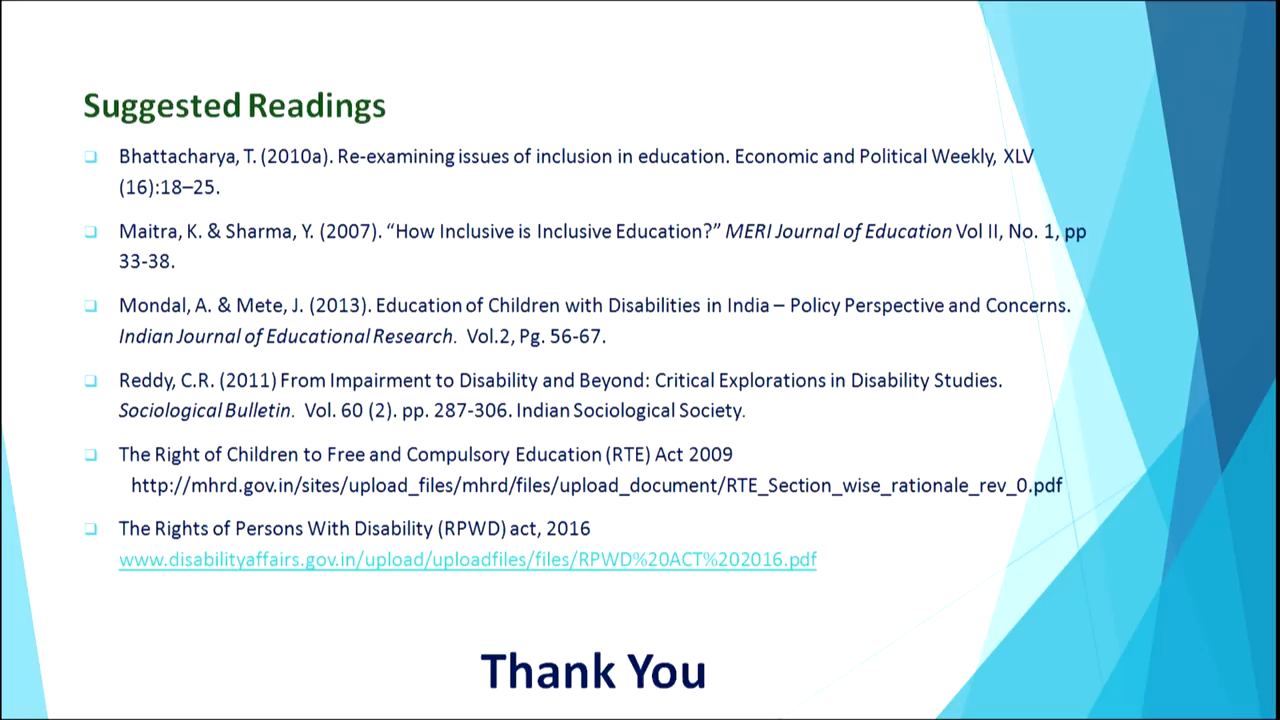 Suggested Readings
Bhattacharya, T. (2010a). Re-examining issues of inclusion in education. Economic and Political Weekly, XLV
(16):18–25.
Maitra, K. & Sharma, Y. (2007). “How Inclusive is Inclusive Education?” MERI Journal of Education Vol II, No. 1, pp
33-38.
Mondal, A. & Mete, J. (2013). Education of Children with Disabilities in India – Policy Perspective and Concerns.
Indian Journal of Educational Research. Vol.2, Pg. 56-67.
Reddy, C.R. (2011) From Impairment to Disability and Beyond: Critical Explorations in Disability Studies.
Sociological Bulletin. Vol. 60 (2). pp. 287-306. Indian Sociological Society.
The Right of Children to Free and Compulsory Education (RTE) Act 2009
http://mhrd.gov.in/sites/upload_files/mhrd/files/upload_document/RTE_Section_wise_rationale_rev_0.pdf
The Rights of Persons With Disability (RPWD) act, 2016
www.disabilityaffairs.gov.in/upload/uploadfiles/files/RPWD%20ACT%202016.pdf
Thank You